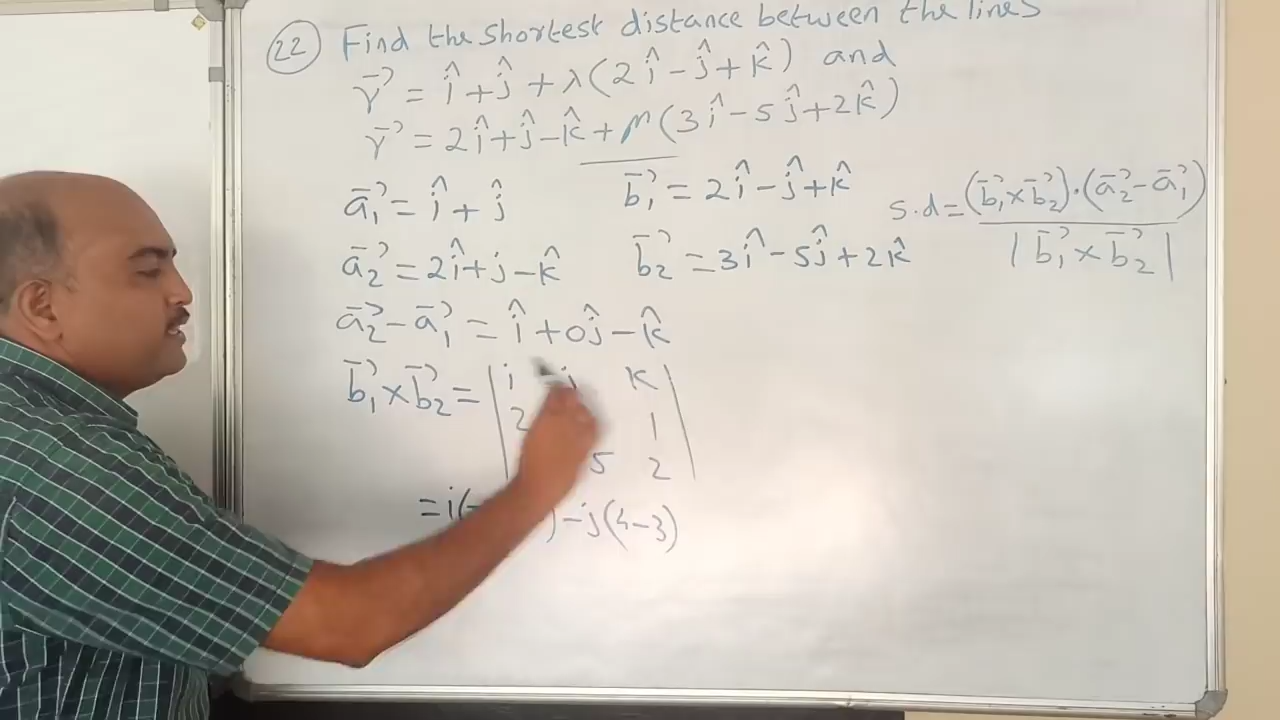 22 Find the shortest distance between the lines
r⃗ = î + ĵ + λ(2î - ĵ + k̂) and
r⃗ = 2î + ĵ - k̂ + μ(3î - 5ĵ + 2k̂)
a⃗₁ = î + ĵ b⃗₁ = 2î - ĵ + k̂
a⃗₂ = 2î + j - k̂ b⃗₂ = 3î - 5ĵ + 2k̂
s.d = (b⃗₁ × b⃗₂) · (a⃗₂ - a⃗₁)
| b⃗₁ × b⃗₂ |
a⃗₂ - a⃗₁ = î + 0ĵ - k̂
b⃗₁ × b⃗₂ = | i j k |
2 1
5 2
= i(- ) - j(4 - 3)